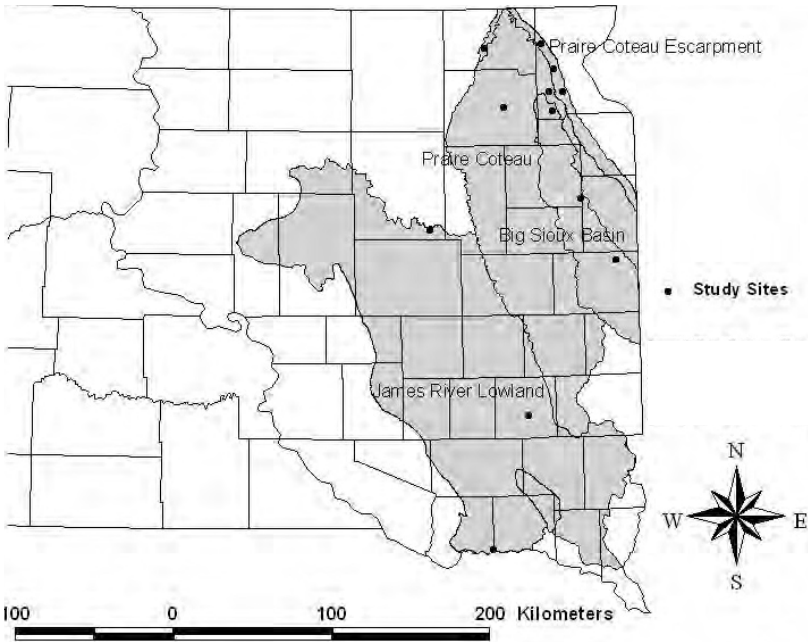 Praire Coteau Escarpment
Praire Coteau
Big Sioux Basin
Study Sites
James River Lowland
N
W E
S
100 0 100 200 Kilometers